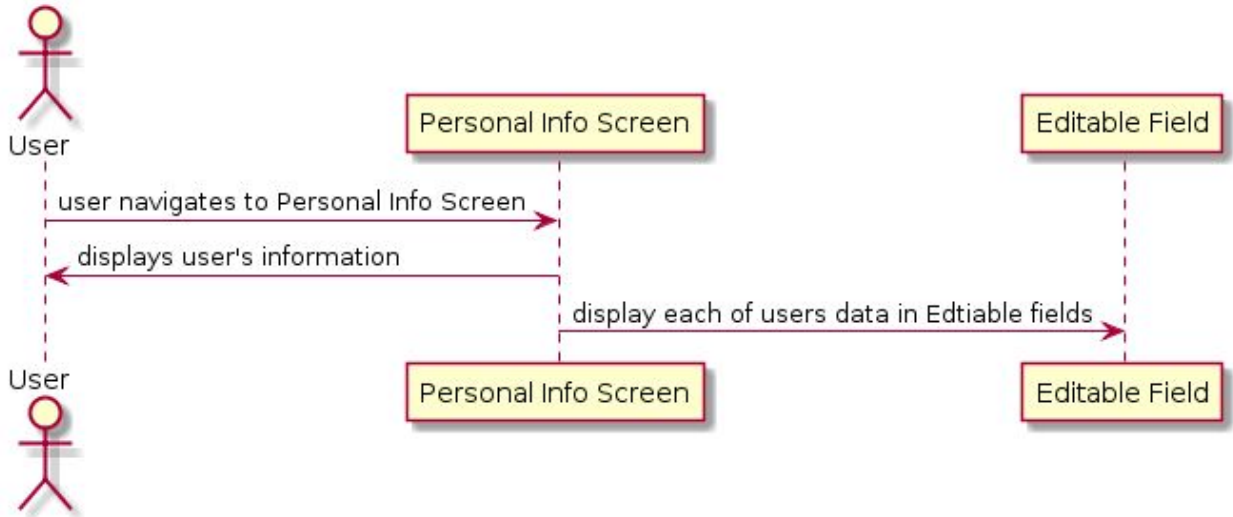 User
Personal Info Screen
Editable Field
user navigates to Personal Info Screen
displays user's information
display each of users data in Edtiable fields
User
Personal Info Screen
Editable Field